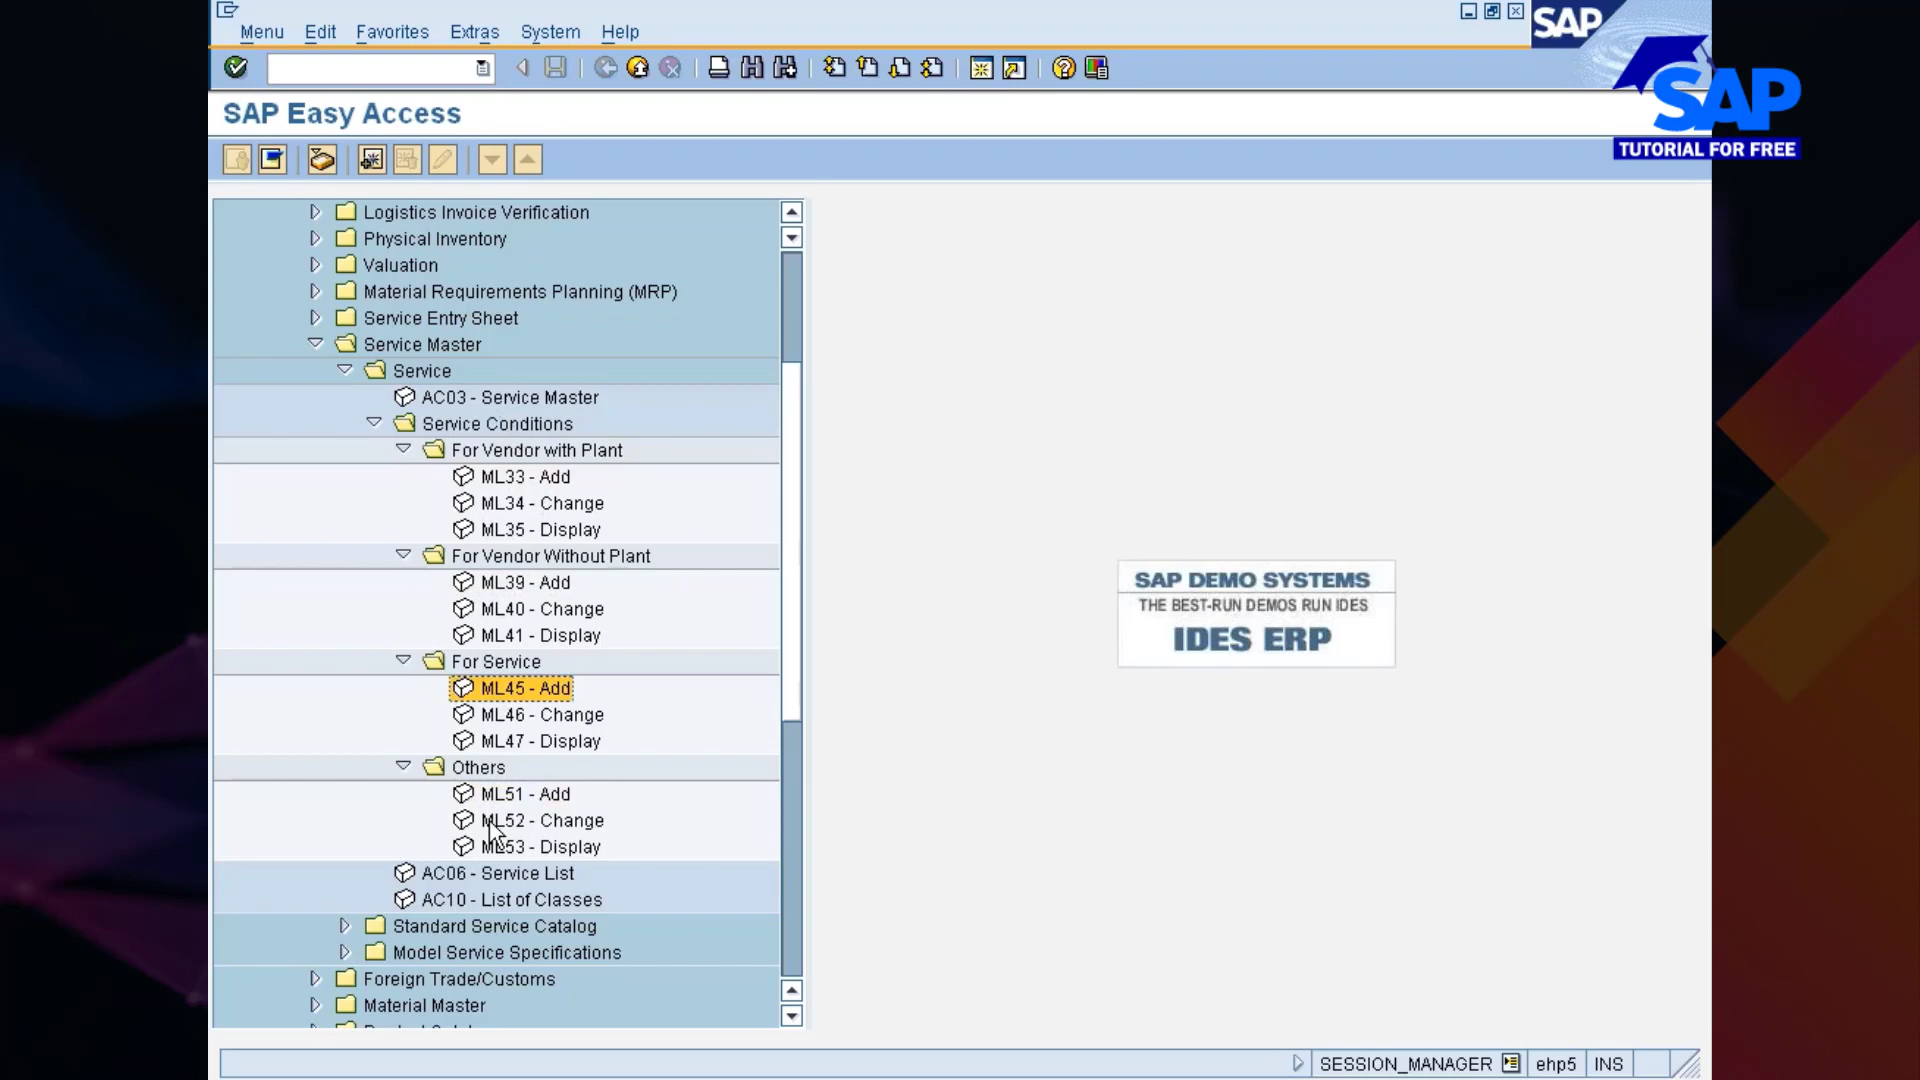 Menu Edit Favorites Extras System Help
SAP
SAP Easy Access
SAP
TUTORIAL FOR FREE
Logistics Invoice Verification
Physical Inventory
Valuation
Material Requirements Planning (MRP)
Service Entry Sheet
Service Master
Service
AC03 - Service Master
Service Conditions
For Vendor with Plant
ML33 - Add
ML34 - Change
ML35 - Display
For Vendor Without Plant
ML39 - Add
ML40 - Change
ML41 - Display
For Service
ML45 - Add
ML46 - Change
ML47 - Display
Others
ML51 - Add
ML52 - Change
ML53 - Display
AC06 - Service List
AC10 - List of Classes
Standard Service Catalog
Model Service Specifications
Foreign Trade/Customs
Material Master
SAP DEMO SYSTEMS
THE BEST-RUN DEMOS RUN IDES
IDES ERP
SESSION_MANAGER ehp5 INS